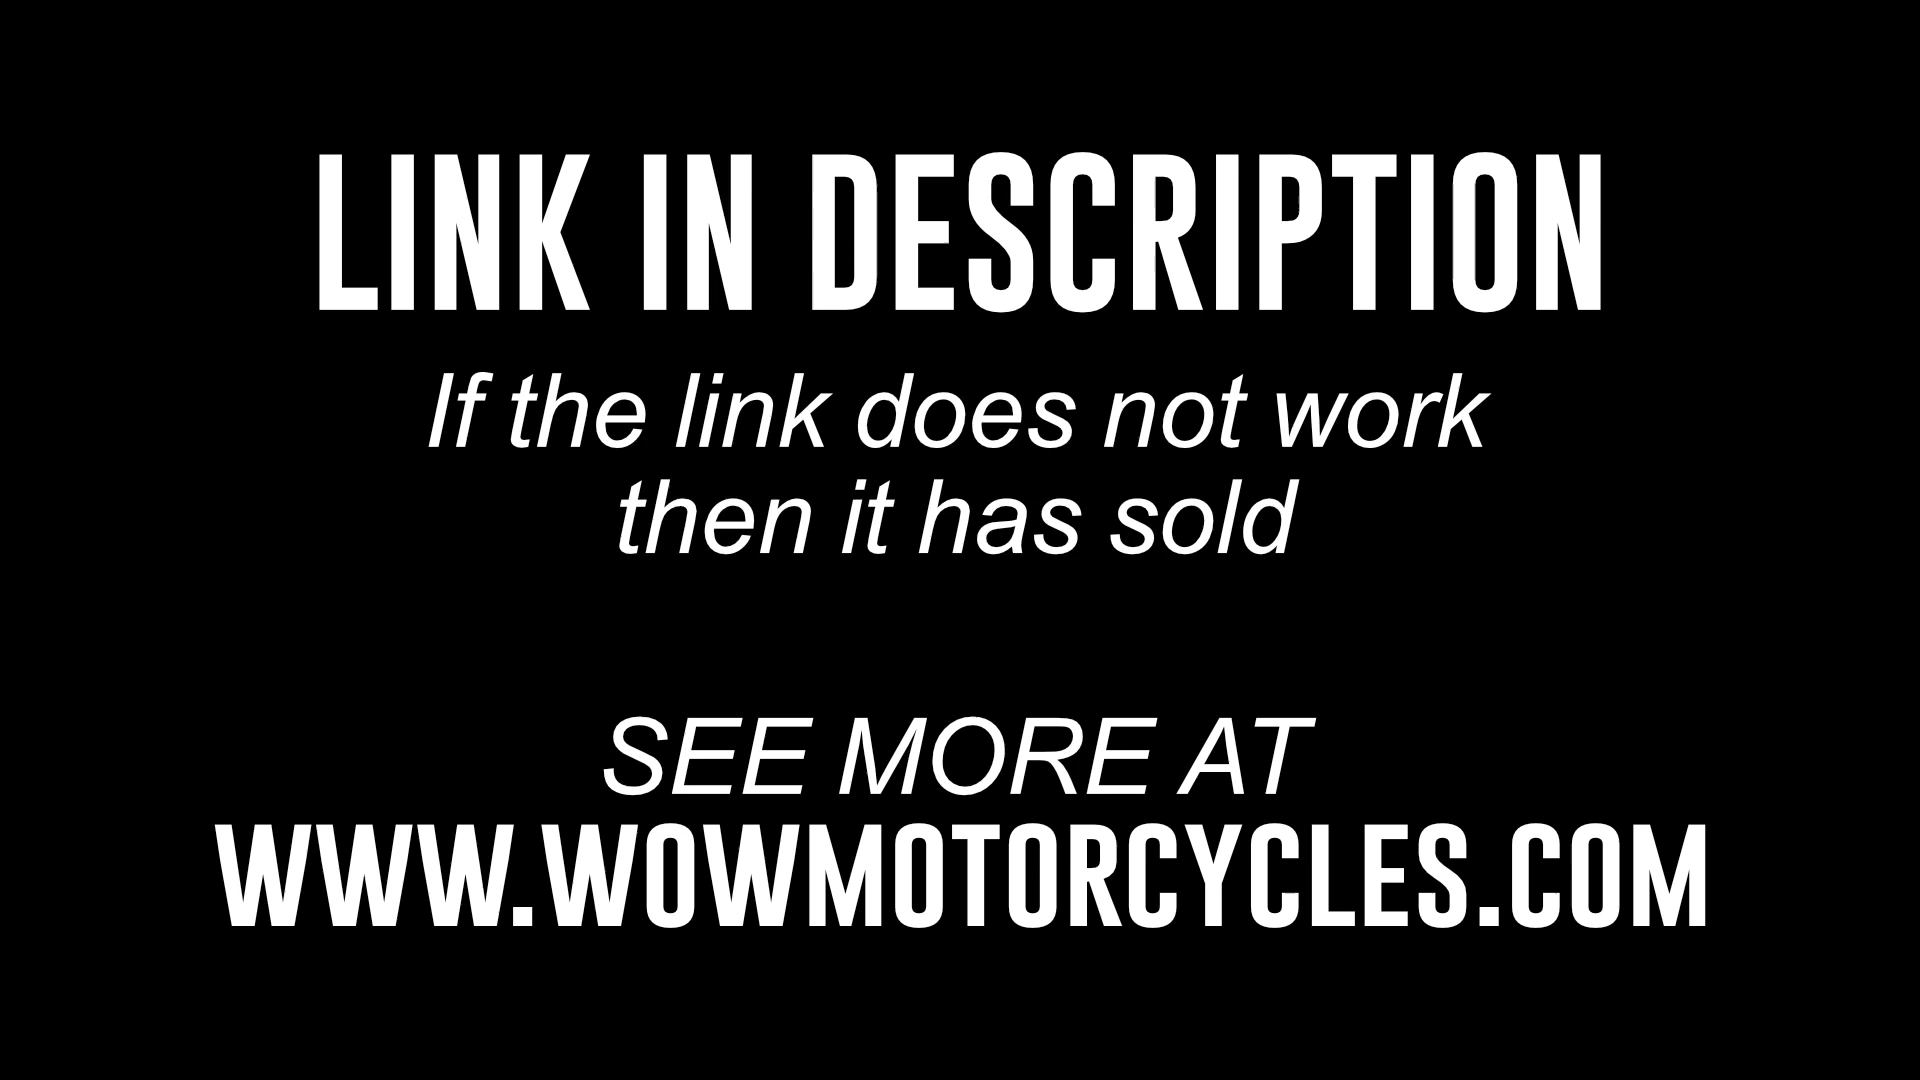 LINK IN DESCRIPTION
If the link does not work
then it has sold
SEE MORE AT
WWW.WOWMOTORCYCLES.COM